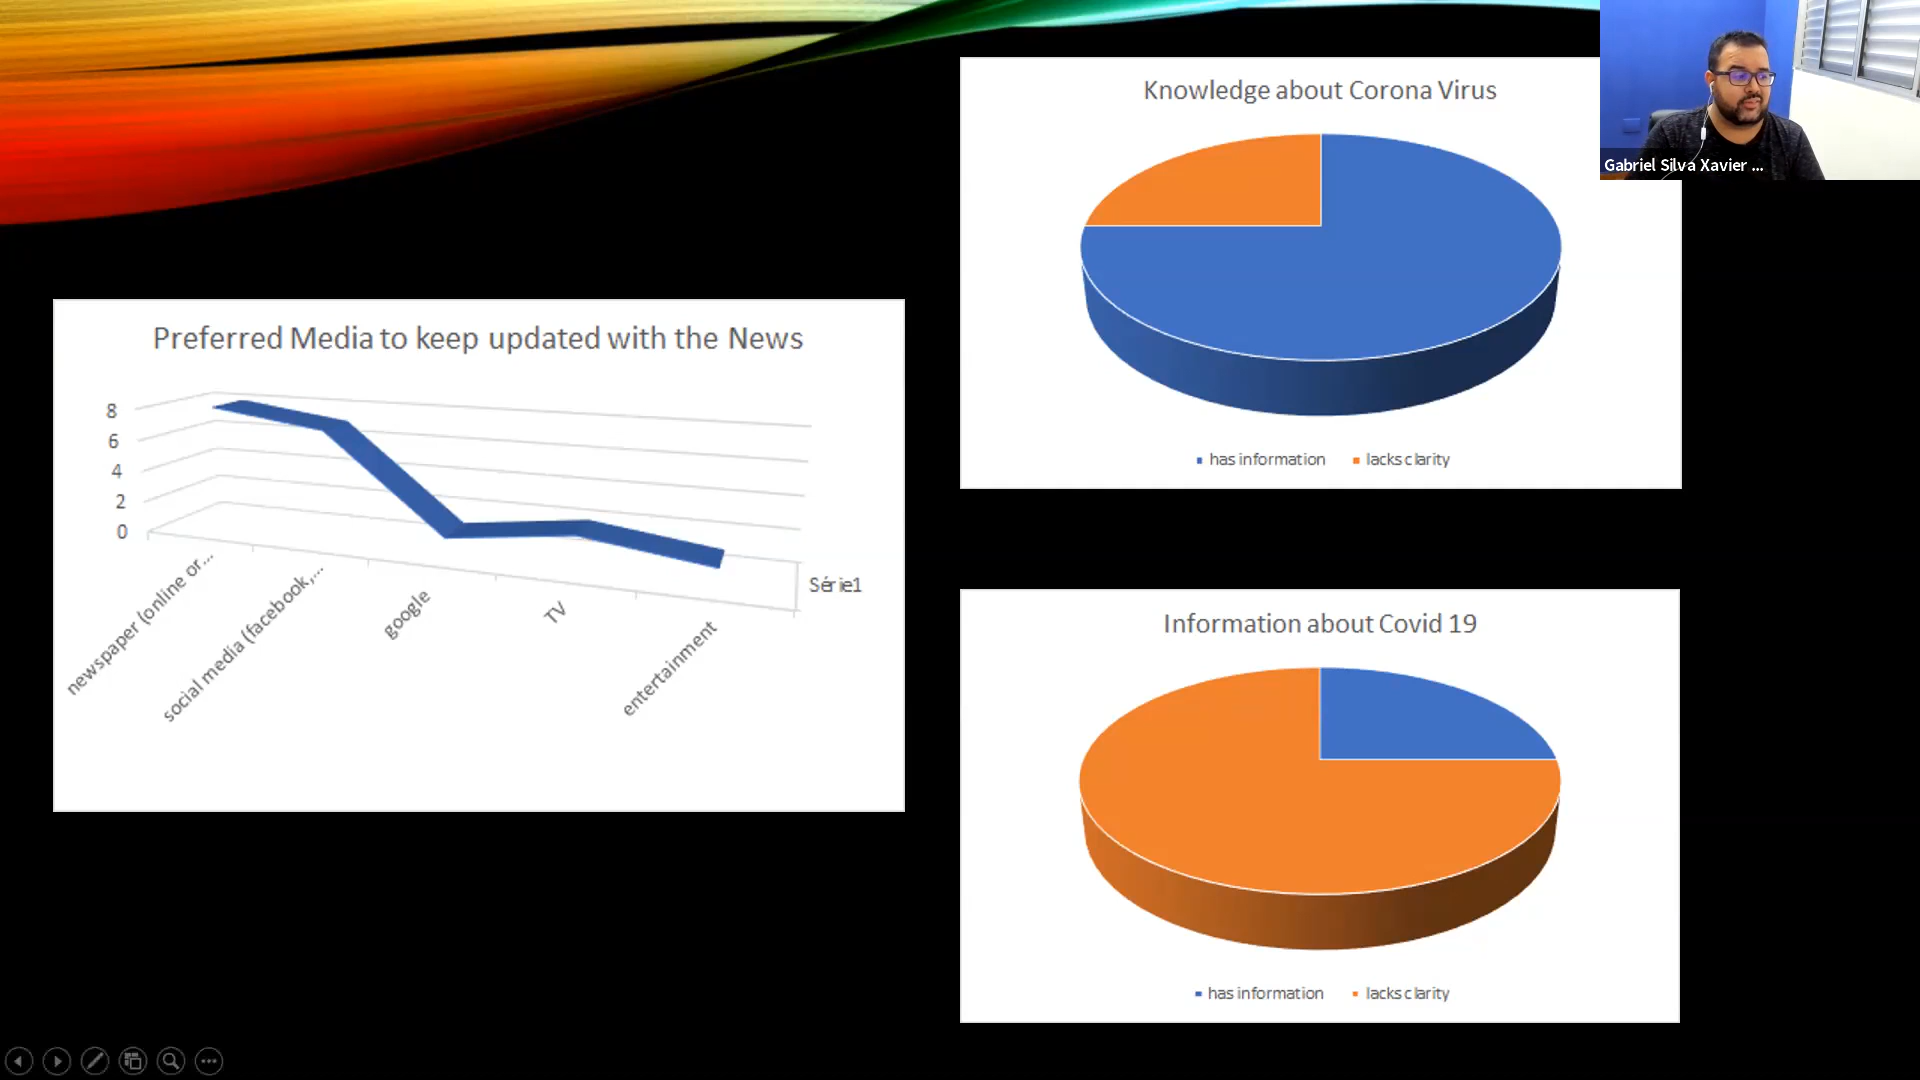 Knowledge about Corona Virus
has information
lacks clarity
Gabriel Silva Xavier ...
Preferred Media to keep updated with the News
8
6
4
2
0
newspaper (online or...
social media (facebook,...
google
TV
entertainment
Série1
Information about Covid 19
has information
lacks clarity